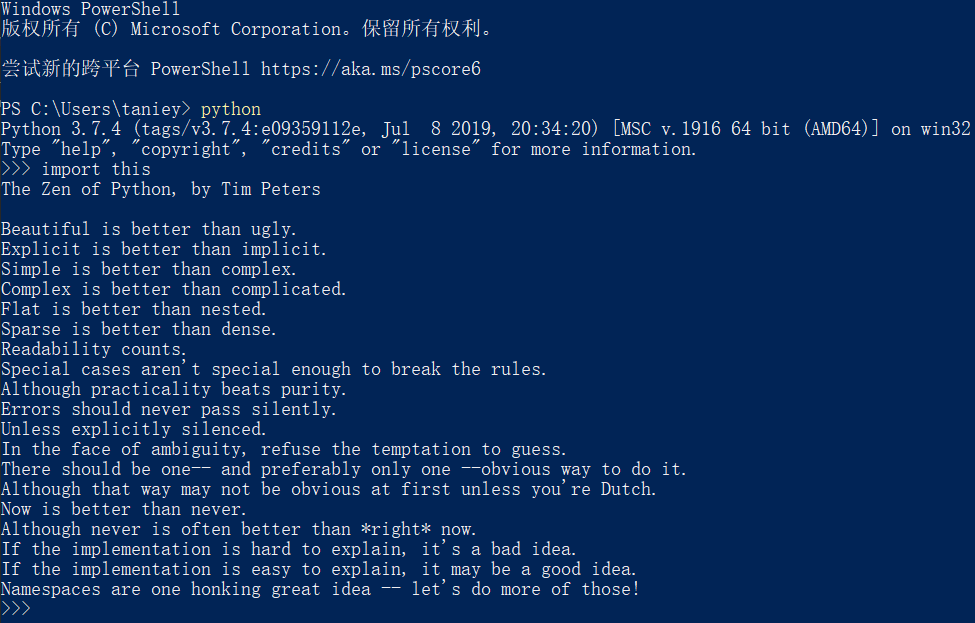 Windows PowerShell
版权所有 (C) Microsoft Corporation。保留所有权利。
尝试新的跨平台 PowerShell https://aka.ms/pscore6
PS C:\Users\taniey> python
Python 3.7.4 (tags/v3.7.4:e09359112e, Jul  8 2019, 20:34:20) [MSC v.1916 64 bit (AMD64)] on win32
Type "help", "copyright", "credits" or "license" for more information.
>>> import this
The Zen of Python, by Tim Peters
Beautiful is better than ugly.
Explicit is better than implicit.
Simple is better than complex.
Complex is better than complicated.
Flat is better than nested.
Sparse is better than dense.
Readability counts.
Special cases aren't special enough to break the rules.
Although practicality beats purity.
Errors should never pass silently.
Unless explicitly silenced.
In the face of ambiguity, refuse the temptation to guess.
There should be one-- and preferably only one --obvious way to do it.
Although that way may not be obvious at first unless you're Dutch.
Now is better than never.
Although never is often better than *right* now.
If the implementation is hard to explain, it's a bad idea.
If the implementation is easy to explain, it may be a good idea.
Namespaces are one honking great idea -- let's do more of those!
>>>